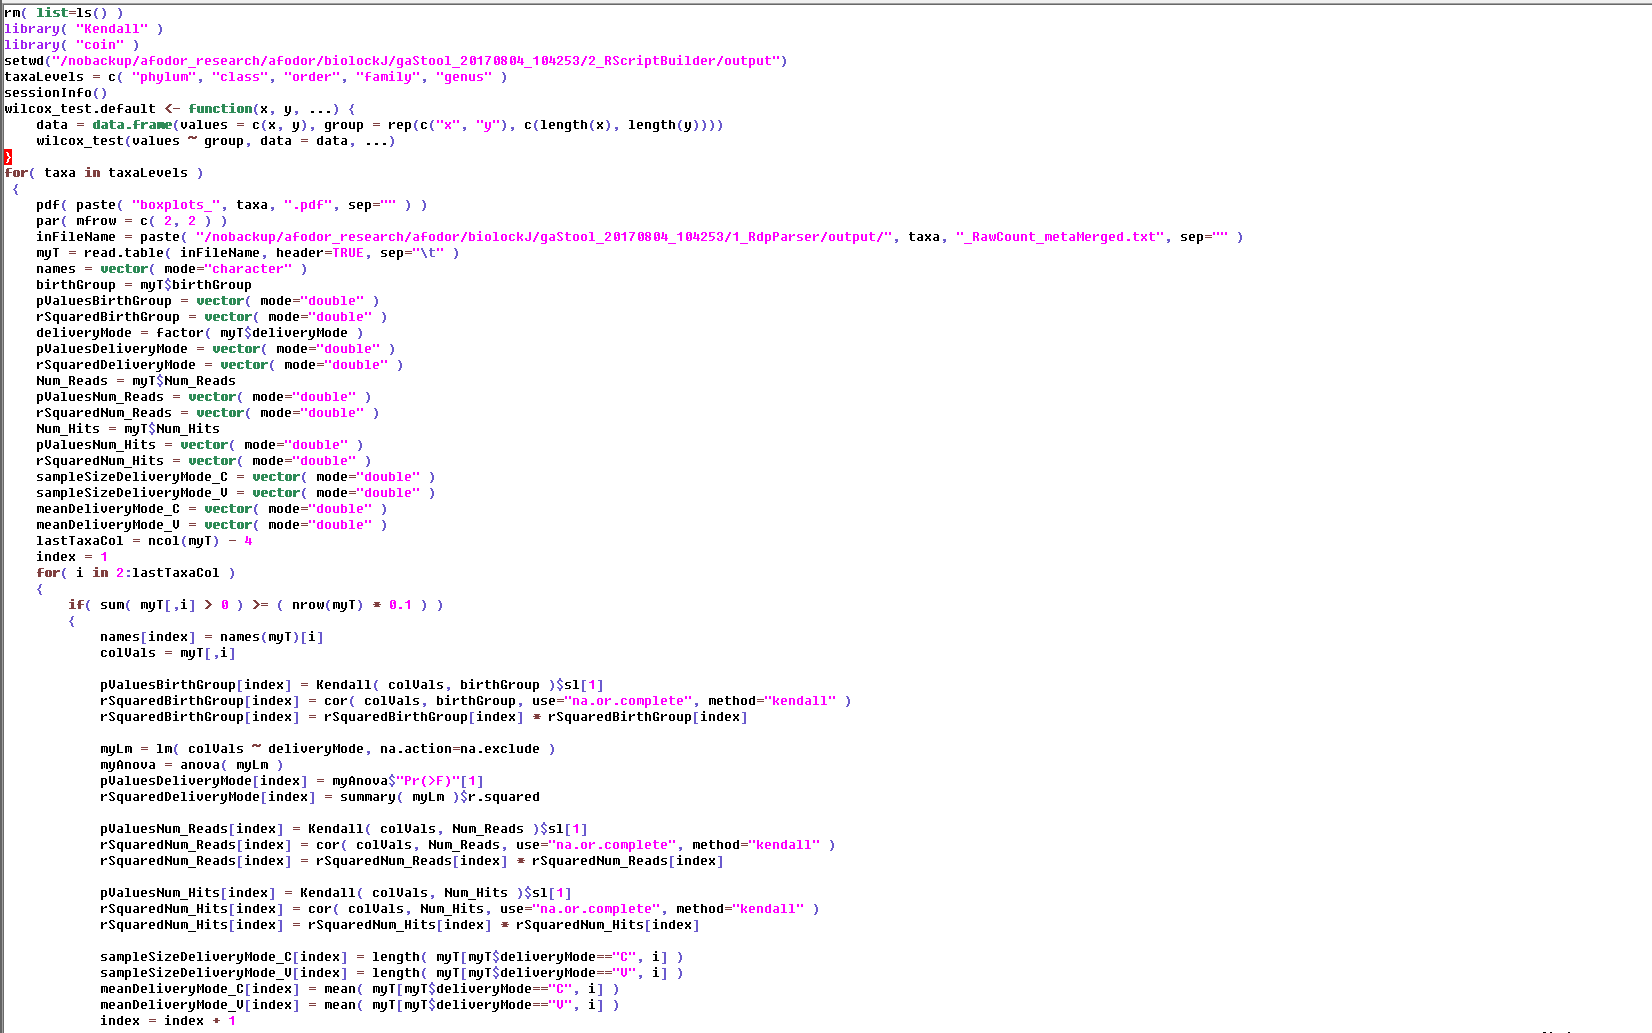 rm( list=ls() )
library( "Kendall" )
library( "coin" )
setwd("/nobackup/afodor_research/afodor/biolockJ/gaStool_20170804_104253/2_RScriptBuilder/output")
taxaLevels = c( "phylum", "class", "order", "family", "genus" )
sessionInfo()
wilcox_test.default <- function(x, y, ...) {
    data = data.frame(values = c(x, y), group = rep(c("x", "y"), c(length(x), length(y))))
    wilcox_test(values ~ group, data = data, ...)
}
for( taxa in taxaLevels )
 {
    pdf( paste( "boxplots_", taxa, ".pdf", sep="" ) )
    par( mfrow = c( 2, 2 ) )
    inFileName = paste( "/nobackup/afodor_research/afodor/biolockJ/gaStool_20170804_104253/1_RdpParser/output/", taxa, "_RawCount_metaMerged.txt", sep="" )
    myT = read.table( inFileName, header=TRUE, sep="\t" )
    names = vector( mode="character" )
    birthGroup = myT$birthGroup
    pValuesBirthGroup = vector( mode="double" )
    rSquaredBirthGroup = vector( mode="double" )
    deliveryMode = factor( myT$deliveryMode )
    pValuesDeliveryMode = vector( mode="double" )
    rSquaredDeliveryMode = vector( mode="double" )
    Num_Reads = myT$Num_Reads
    pValuesNum_Reads = vector( mode="double" )
    rSquaredNum_Reads = vector( mode="double" )
    Num_Hits = myT$Num_Hits
    pValuesNum_Hits = vector( mode="double" )
    rSquaredNum_Hits = vector( mode="double" )
    sampleSizeDeliveryMode_C = vector( mode="double" )
    sampleSizeDeliveryMode_V = vector( mode="double" )
    meanDeliveryMode_C = vector( mode="double" )
    meanDeliveryMode_V = vector( mode="double" )
    lastTaxaCol = ncol(myT) - 4
    index = 1
    for( i in 2:lastTaxaCol )
    {
        if( sum( myT[,i] > 0 ) >= ( nrow(myT) * 0.1 ) )
        {
            names[index] = names(myT)[i]
            colVals = myT[,i]

            pValuesBirthGroup[index] = Kendall( colVals, birthGroup )$sl[1]
            rSquaredBirthGroup[index] = cor( colVals, birthGroup, use="na.or.complete", method="kendall" )
            rSquaredBirthGroup[index] = rSquaredBirthGroup[index] * rSquaredBirthGroup[index]

            myLm = lm( colVals ~ deliveryMode, na.action=na.exclude )
            myAnova = anova( myLm )
            pValuesDeliveryMode[index] = myAnova$"Pr(>F)"[1]
            rSquaredDeliveryMode[index] = summary( myLm )$r.squared

            pValuesNum_Reads[index] = Kendall( colVals, Num_Reads )$sl[1]
            rSquaredNum_Reads[index] = cor( colVals, Num_Reads, use="na.or.complete", method="kendall" )
            rSquaredNum_Reads[index] = rSquaredNum_Reads[index] * rSquaredNum_Reads[index]

            pValuesNum_Hits[index] = Kendall( colVals, Num_Hits )$sl[1]
            rSquaredNum_Hits[index] = cor( colVals, Num_Hits, use="na.or.complete", method="kendall" )
            rSquaredNum_Hits[index] = rSquaredNum_Hits[index] * rSquaredNum_Hits[index]

            sampleSizeDeliveryMode_C[index] = length( myT[myT$deliveryMode=="C", i] )
            sampleSizeDeliveryMode_V[index] = length( myT[myT$deliveryMode=="V", i] )
            meanDeliveryMode_C[index] = mean( myT[myT$deliveryMode=="C", i] )
            meanDeliveryMode_V[index] = mean( myT[myT$deliveryMode=="V", i] )
            index = index + 1